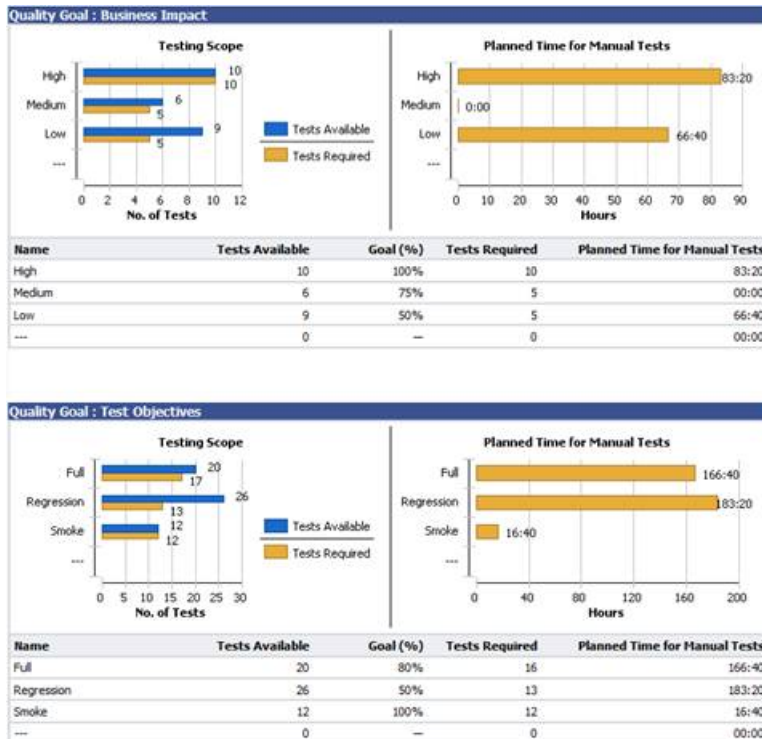 Quality Goal : Business Impact
Testing Scope
High
10
10
Medium
6
5
Low
9
5
---
Tests Available
Tests Required
0 2 4 6 8 10 12
No. of Tests
Planned Time for Manual Tests
High
83:20
Medium
0:00
Low
66:40
---
0 10 20 30 40 50 60 70 80 90
Hours
Name Tests Available Goal (%) Tests Required Planned Time for Manual Tests
High 10 100% 10 83:20
Medium 6 75% 5 00:00
Low 9 50% 5 66:40
--- 0 — 0 00:00
Quality Goal : Test Objectives
Testing Scope
Full
20
17
Regression
26
13
Smoke
12
12
---
Tests Available
Tests Required
0 5 10 15 20 25 30
No. of Tests
Planned Time for Manual Tests
Full
166:40
Regression
183:20
Smoke
16:40
---
0 40 80 120 160 200
Hours
Name Tests Available Goal (%) Tests Required Planned Time for Manual Tests
Full 20 80% 16 166:40
Regression 26 50% 13 183:20
Smoke 12 100% 12 16:40
--- 0 — 0 00:00